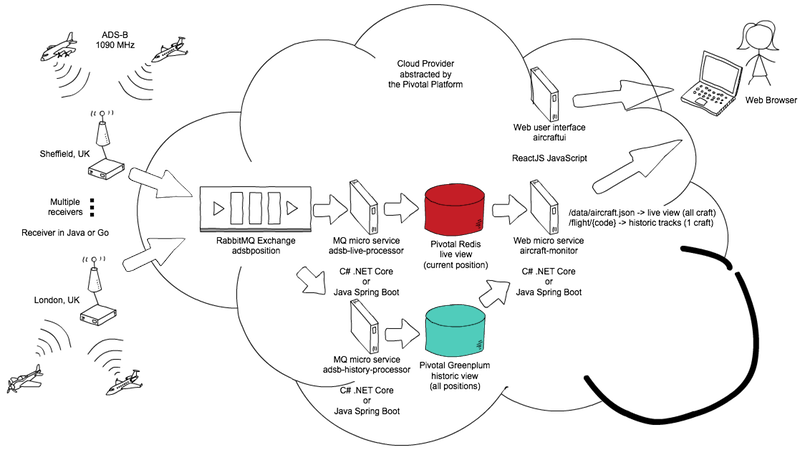 ADS-B
1090 MHz
Cloud Provider
abstracted by
the Pivotal Platform
Web Browser
Web user interface
aircraftui
ReactJS JavaScript
Sheffield, UK
Multiple
receivers
Receiver in Java or Go
RabbitMQ Exchange
adsbposition
MQ micro service
adsb-live-processor
C# .NET Core
or
Java Spring Boot
Pivotal Redis
live view
(current position)
Web micro service
aircraft-monitor
C# .NET Core
or
Java Spring Boot
/data/aircraft.json -> live view (all craft)
/flight/{code} -> historic tracks (1 craft)
London, UK
MQ micro service
adsb-history-processor
C# .NET Core
or
Java Spring Boot
Pivotal Greenplum
historic view
(all positions)